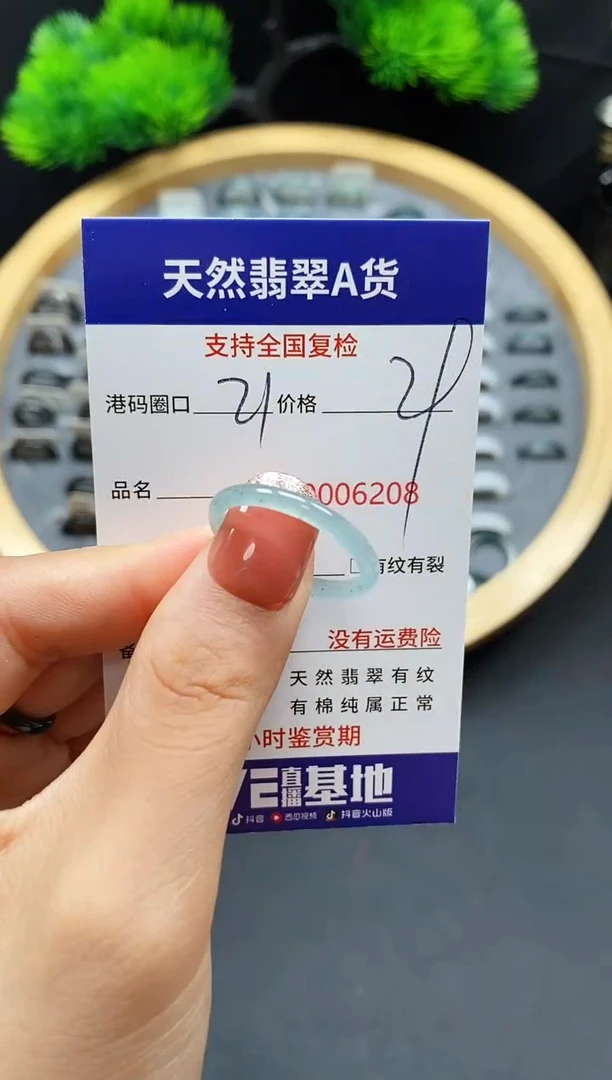 天然翡翠A货
支持全国复检
港码圈口 21 价格
品名 0006208
有纹有裂
没有运费险
天然翡翠有纹
有棉纯属正常
小时鉴赏期
直播基地
抖音 西瓜视频 抖音火山版